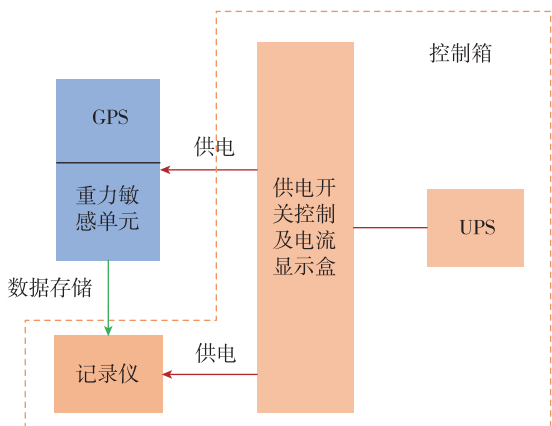 控制箱
GPS
供电
重力敏
感单元
供电开
关控制
及电流
显示盒
UPS
数据存储
供电
记录仪